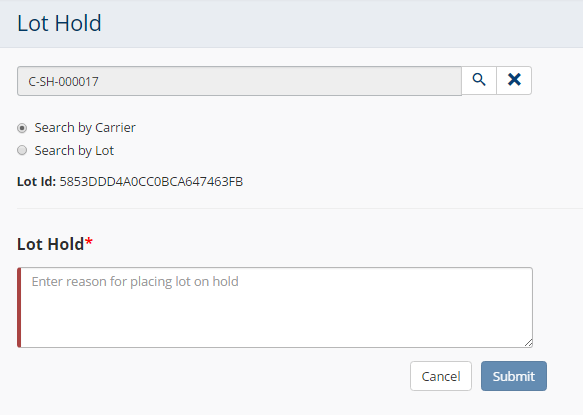 Lot Hold
C-SH-000017
Search by Carrier
Search by Lot
Lot Id: 5853DDD4A0CC0BCA647463FB
Lot Hold*
Enter reason for placing lot on hold
Cancel Submit